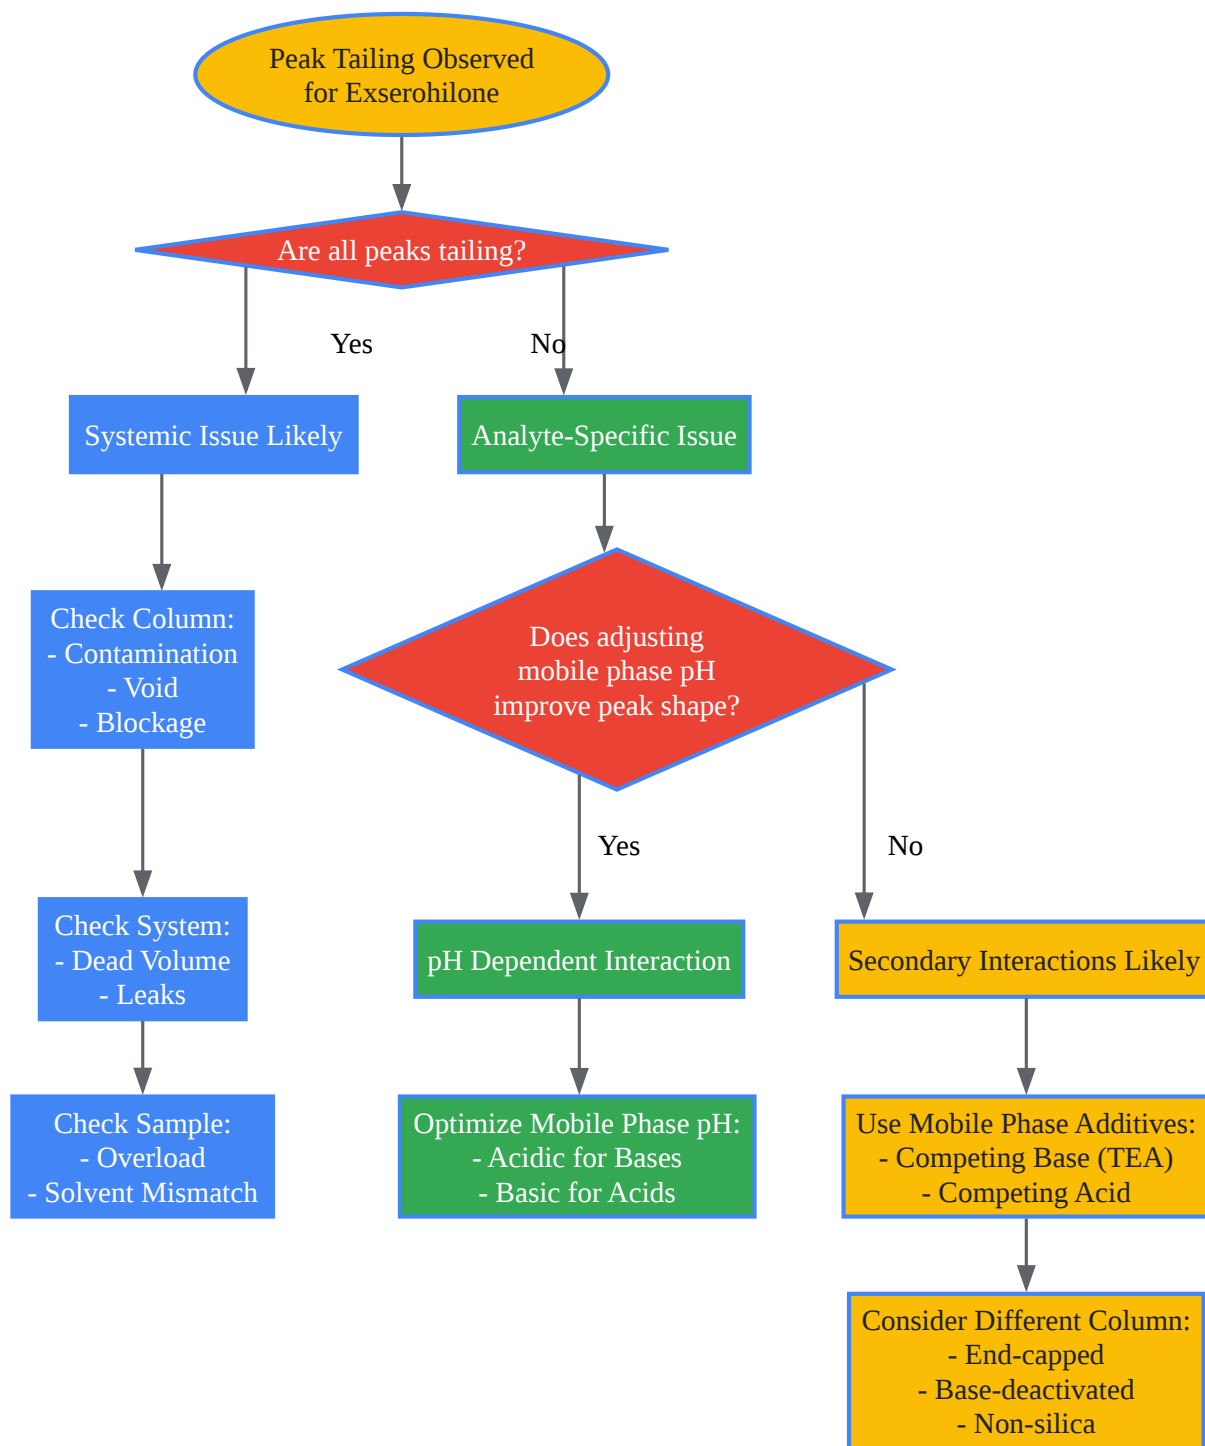 Peak Tailing Observed
for Exserohilone
Are all peaks tailing?
Yes
No
Systemic Issue Likely
Analyte-Specific Issue
Check Column:
- Contamination
- Void
- Blockage
Does adjusting
mobile phase pH
improve peak shape?
Yes
No
Check System:
- Dead Volume
- Leaks
pH Dependent Interaction
Secondary Interactions Likely
Check Sample:
- Overload
- Solvent Mismatch
Optimize Mobile Phase pH:
- Acidic for Bases
- Basic for Acids
Use Mobile Phase Additives:
- Competing Base (TEA)
- Competing Acid
Consider Different Column:
- End-capped
- Base-deactivated
- Non-silica